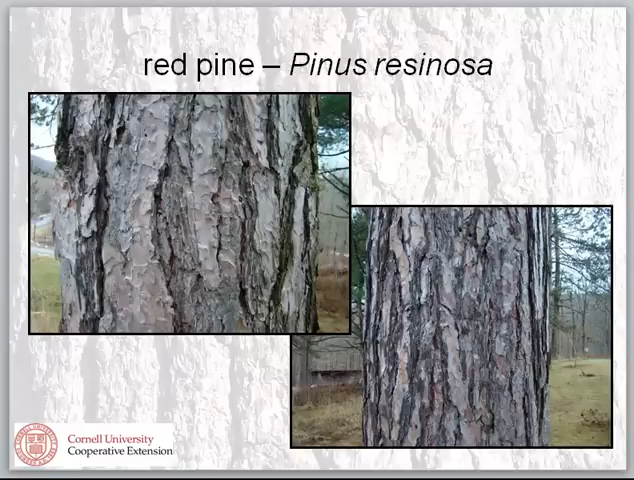 red pine – Pinus resinosa
Cornell University
Cooperative Extension